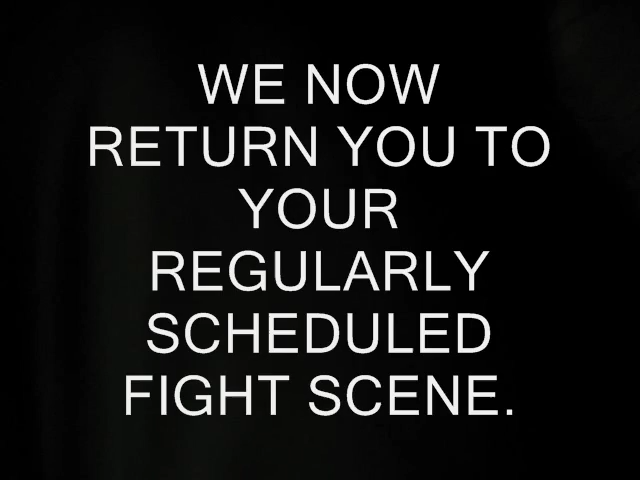 WE NOW
RETURN YOU TO
YOUR
REGULARLY
SCHEDULED
FIGHT SCENE.